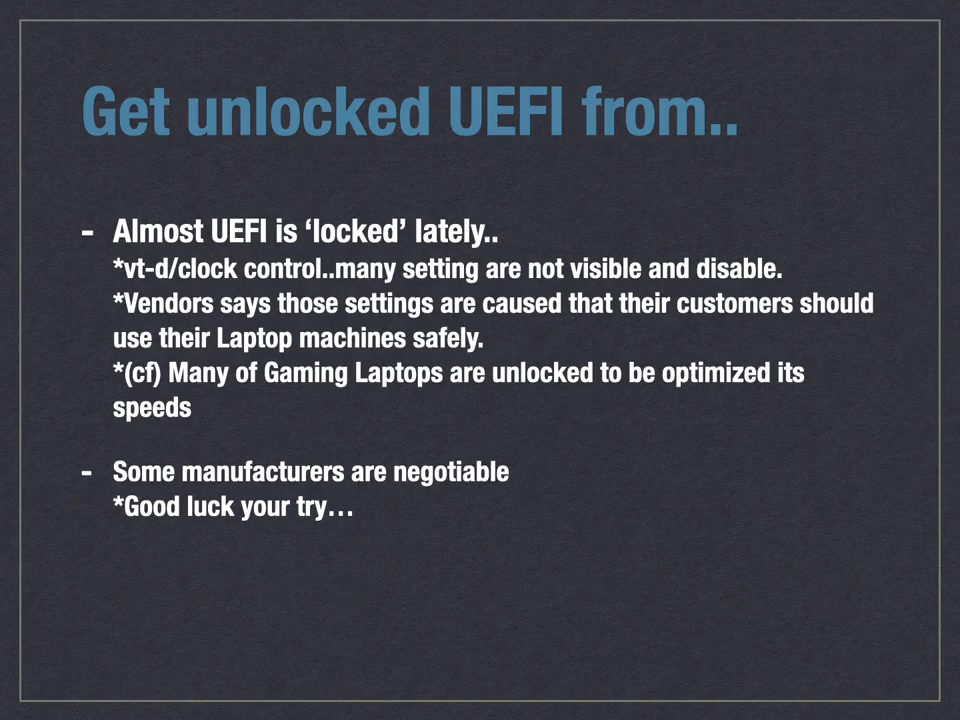 Get unlocked UEFI from..
- Almost UEFI is ‘locked’ lately..
*vt-d/clock control..many setting are not visible and disable.
*Vendors says those settings are caused that their customers should
use their Laptop machines safely.
*(cf) Many of Gaming Laptops are unlocked to be optimized its
speeds
- Some manufacturers are negotiable
*Good luck your try…